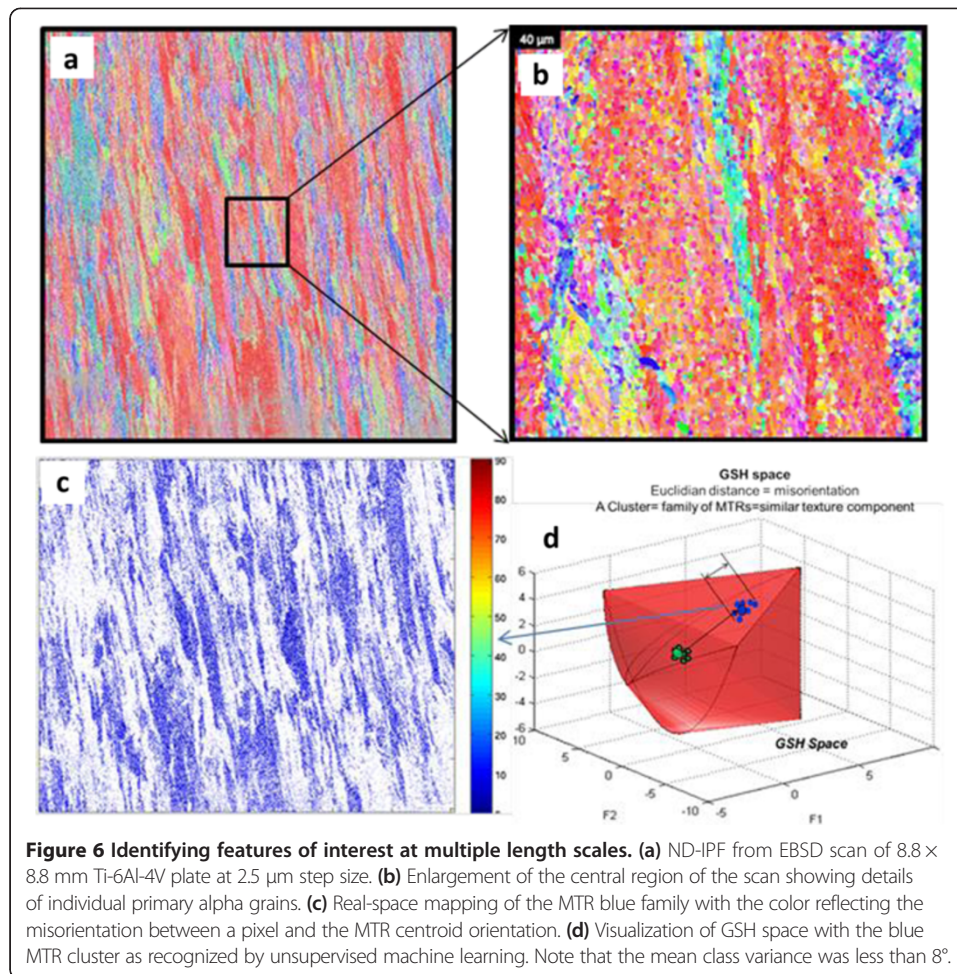 a
40 µm
b
c
90
80
70
60
50
40
30
20
10
0
GSH space
Euclidian distance = misorientation
A Cluster= family of MTRs=similar texture component
d
6
4
2
0
-2
-4
-6
10
5
0
-5
-10
F2
-5
0
5
F1
GSH Space
Figure 6 Identifying features of interest at multiple length scales. (a) ND-IPF from EBSD scan of 8.8 ×
8.8 mm Ti-6Al-4V plate at 2.5 µm step size. (b) Enlargement of the central region of the scan showing details
of individual primary alpha grains. (c) Real-space mapping of the MTR blue family with the color reflecting the
misorientation between a pixel and the MTR centroid orientation. (d) Visualization of GSH space with the blue
MTR cluster as recognized by unsupervised machine learning. Note that the mean class variance was less than 8°.